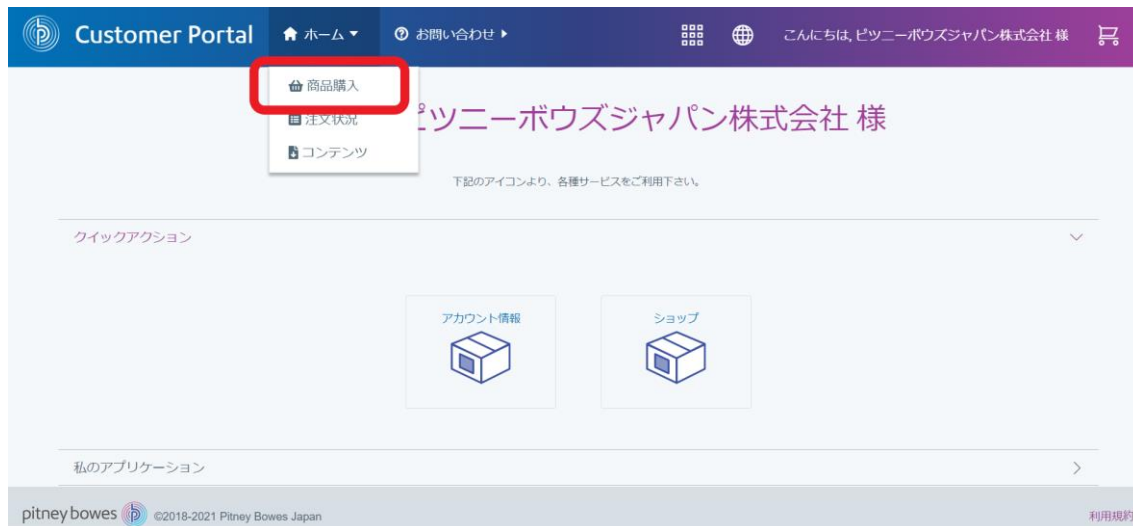 Customer Portal ホーム お問い合わせ こんにちは, ピツニーボウズジャパン株式会社 様
商品購入
注文状況
コンテンツ
ピツニーボウズジャパン株式会社 様
下記のアイコンより、各種サービスをご利用下さい。
クイックアクション
アカウント情報 ショップ
私のアプリケーション
pitney bowes ©2018-2021 Pitney Bowes Japan 利用規約